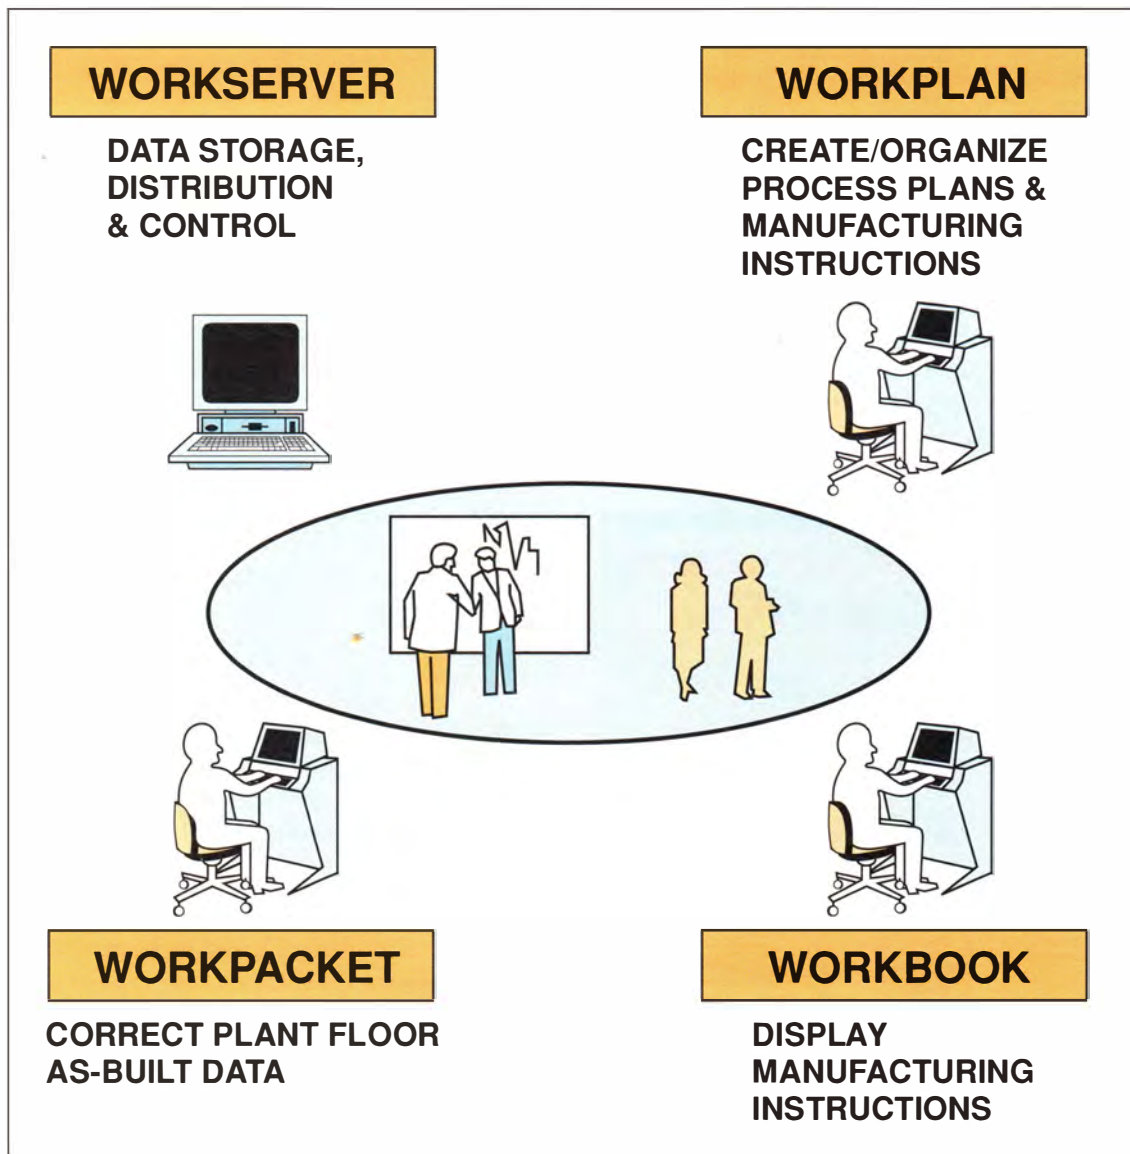 WORKSERVER
DATA STORAGE,
DISTRIBUTION
& CONTROL
WORKPLAN
CREATE/ORGANIZE
PROCESS PLANS &
MANUFACTURING
INSTRUCTIONS
WORKPACKET
CORRECT PLANT FLOOR
AS-BUILT DATA
WORKBOOK
DISPLAY
MANUFACTURING
INSTRUCTIONS